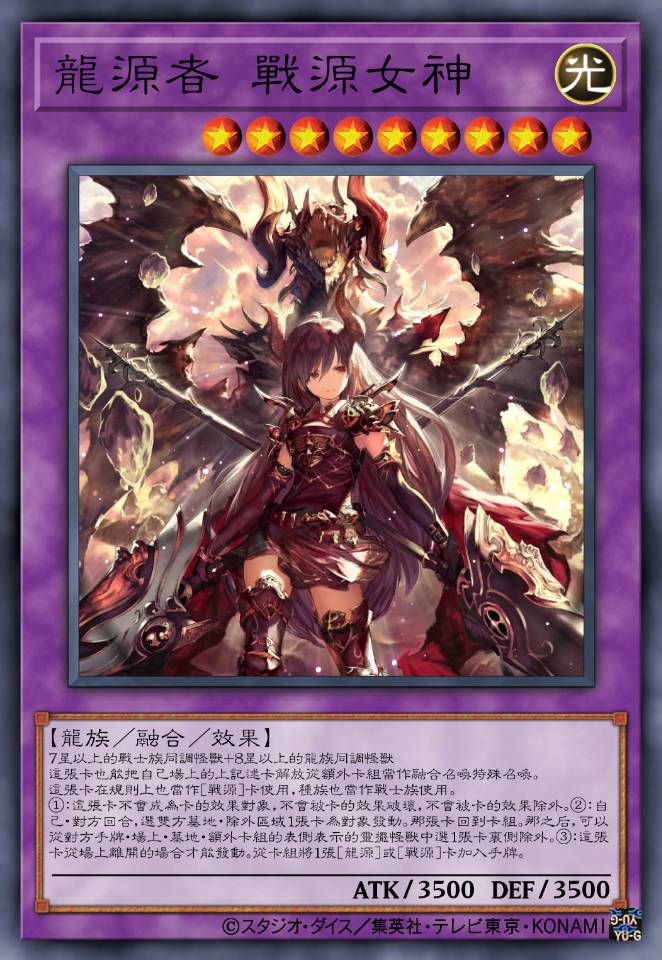 龍源者 戰源女神
光
【龍族／融合／效果】
7星以上的戰士族同調怪獸+8星以上的龍族同調怪獸
這張卡也能把自己場上的上記述卡解放從額外卡組當作融合召喚特殊召喚。
這張卡在規則上也當作[戰源]卡使用，種族也當作戰士族使用。
①:這張卡不會成為卡的效果對象，不會被卡的效果破壞，不會被卡的效果除外。②:自
己·對方回合，選雙方墓地·除外區域1張卡為對象發動。那張卡回到卡組。那之后，可以
從對方手牌·場上·墓地·額外卡組的表側表示的靈擺怪獸中選1張卡裏側除外。③:這張
卡從場上離開的場合才能發動。從卡組將1張[龍源]或[戰源]卡加入手牌。
ATK/3500 DEF/3500
©スタジオ・ダイス／集英社・テレビ東京・KONAMI